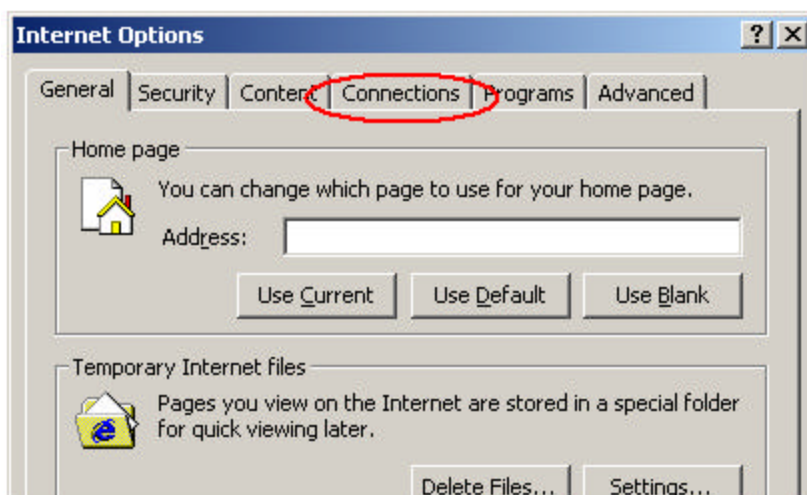 Internet Options
General Security Content Connections Programs Advanced
Home page
You can change which page to use for your home page.
Address:
Use Current Use Default Use Blank
Temporary Internet files
Pages you view on the Internet are stored in a special folder
for quick viewing later.
Delete Files... Settings...